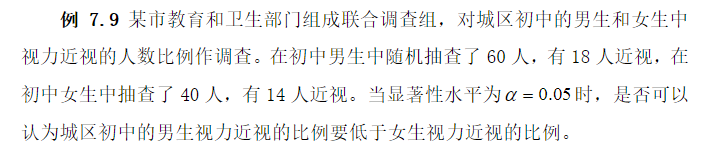 例 7.9 某市教育和卫生部门组成联合调查组，对城区初中的男生和女生中
视力近视的人数比例作调查。在初中男生中随机抽查了 60 人，有 18 人近视，在
初中女生中抽查了 40 人，有 14 人近视。当显著性水平为 α = 0.05 时，是否可以
认为城区初中的男生视力近视的比例要低于女生视力近视的比例。